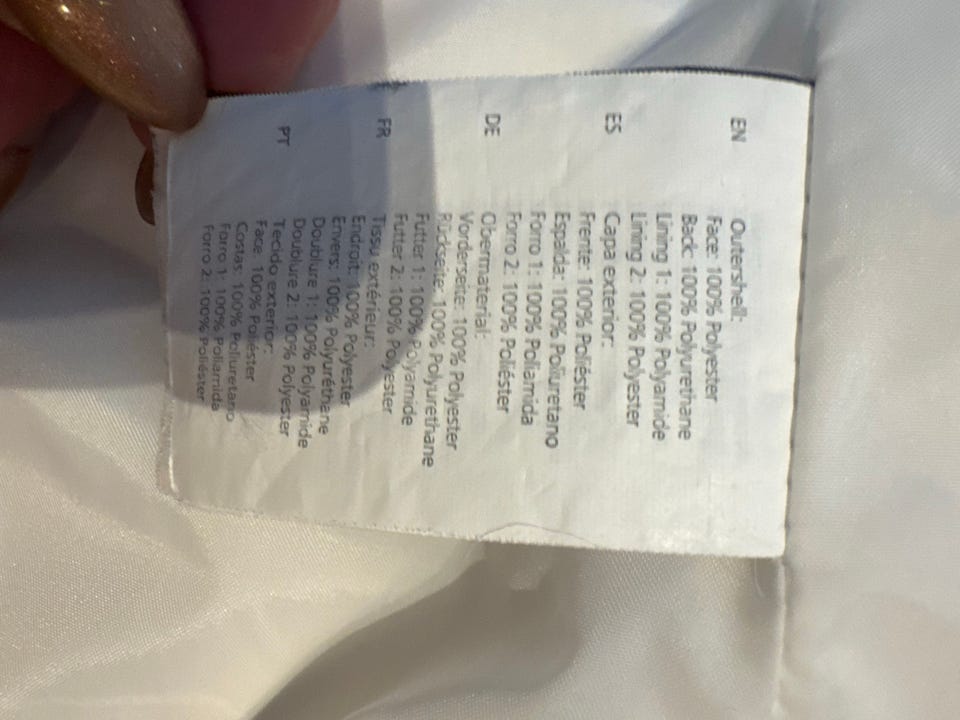 EN
Outershell:
Face: 100% Polyester
Back: 100% Polyurethane
Lining 1: 100% Polyamide
Lining 2: 100% Polyester
ES
Capa exterior:
Frente: 100% Poliéster
Espalda: 100% Poliuretano
Forro 1: 100% Poliamida
Forro 2: 100% Poliéster
DE
Obermaterial:
Vorderseite: 100% Polyester
Rückseite: 100% Polyurethane
Futter 1: 100% Polyamide
Futter 2: 100% Polyester
FR
Tissu extérieur:
Endroit: 100% Polyester
Envers: 100% Polyuréthane
Doublure 1: 100% Polyamide
Doublure 2: 100% Polyester
PT
Tecido exterior:
Face: 100% Poliéster
Costas: 100% Poliuretano
Forro 1: 100% Poliamida
Forro 2: 100% Poliéster